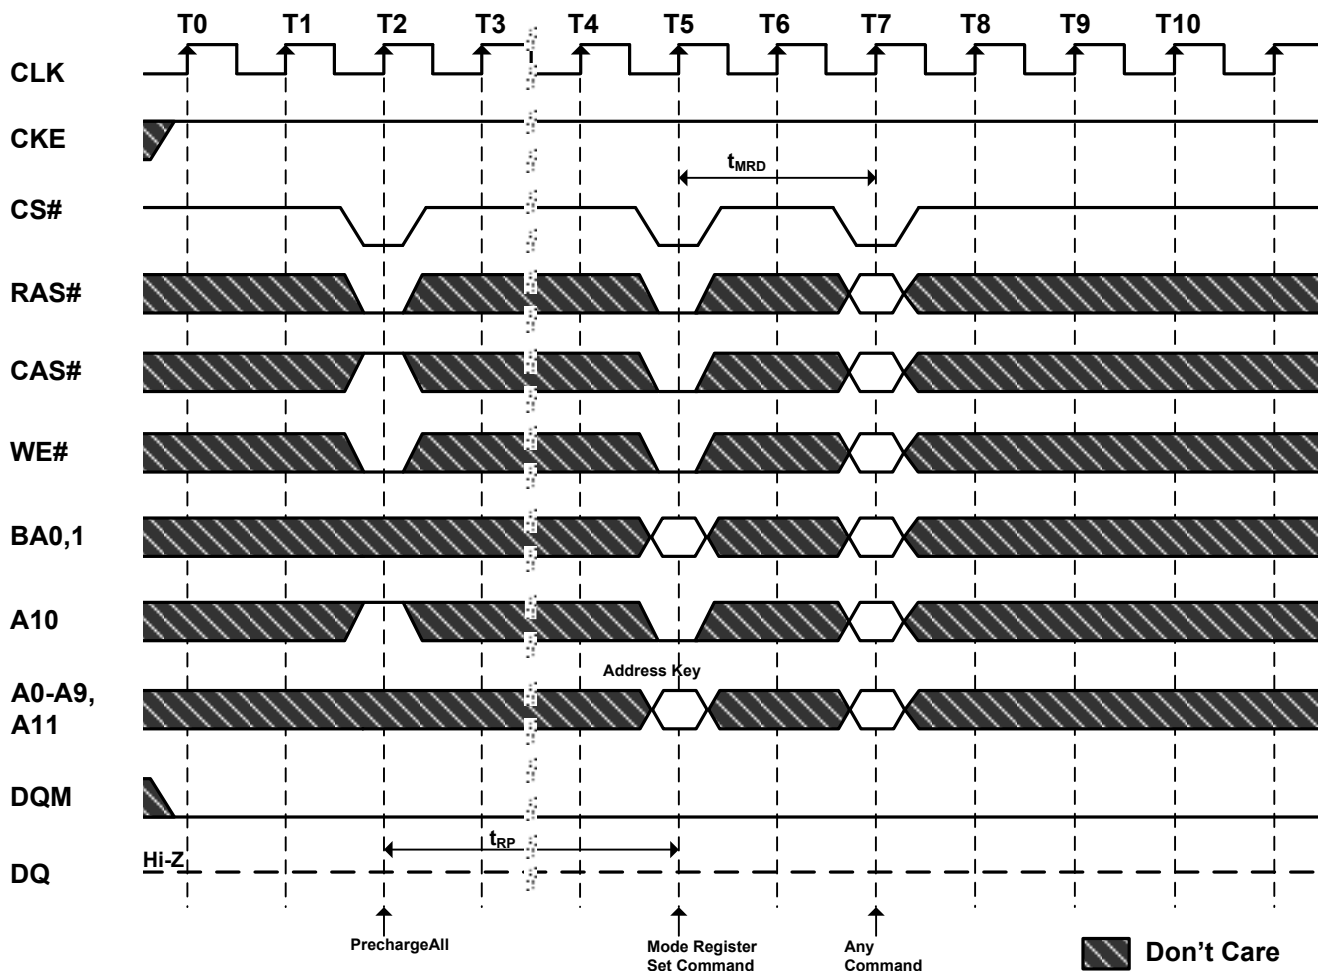 T0 T1 T2 T3 T4 T5 T6 T7 T8 T9 T10
CLK
CKE
tMRD
CS#
RAS#
CAS#
WE#
BA0,1
A10
Address Key
A0-A9,
A11
DQM
tRP
Hi-Z
DQ
PrechargeAll
Mode Register
Set Command
Any
Command
Don't Care